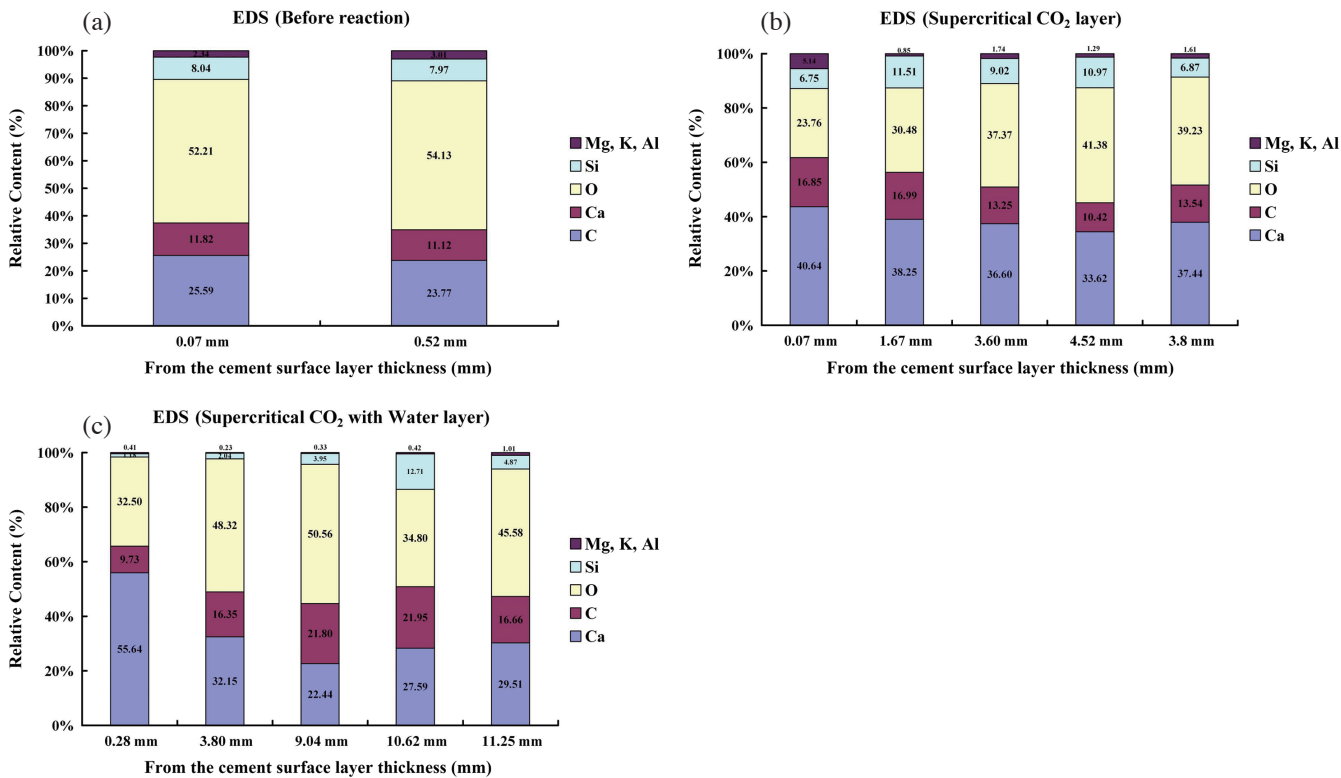 (a)
EDS (Before reaction)
Relative Content (%)
100%
90%
80%
70%
60%
50%
40%
30%
20%
10%
0%
2.34
8.04
52.21
11.82
25.59
3.01
7.97
54.13
11.12
23.77
0.07 mm
0.52 mm
From the cement surface layer thickness (mm)
Mg, K, Al
Si
O
Ca
C
(b)
EDS (Supercritical CO₂ layer)
Relative Content (%)
100%
80%
60%
40%
20%
0%
5.14
6.75
23.76
16.85
40.64
0.85
11.51
30.48
16.99
38.25
1.74
9.02
37.37
13.25
36.60
1.29
10.97
41.38
10.42
33.62
1.61
6.87
39.23
13.54
37.44
0.07 mm
1.67 mm
3.60 mm
4.52 mm
3.8 mm
From the cement surface layer thickness (mm)
Mg, K, Al
Si
O
C
Ca
(c)
EDS (Supercritical CO₂ with Water layer)
Relative Content (%)
100%
80%
60%
40%
20%
0%
0.41
32.50
9.73
55.64
0.23
2.04
48.32
16.35
32.15
0.33
3.95
50.56
21.80
22.44
0.42
12.71
34.80
21.95
27.59
1.01
4.87
45.58
16.66
29.51
0.28 mm
3.80 mm
9.04 mm
10.62 mm
11.25 mm
From the cement surface layer thickness (mm)
Mg, K, Al
Si
O
C
Ca